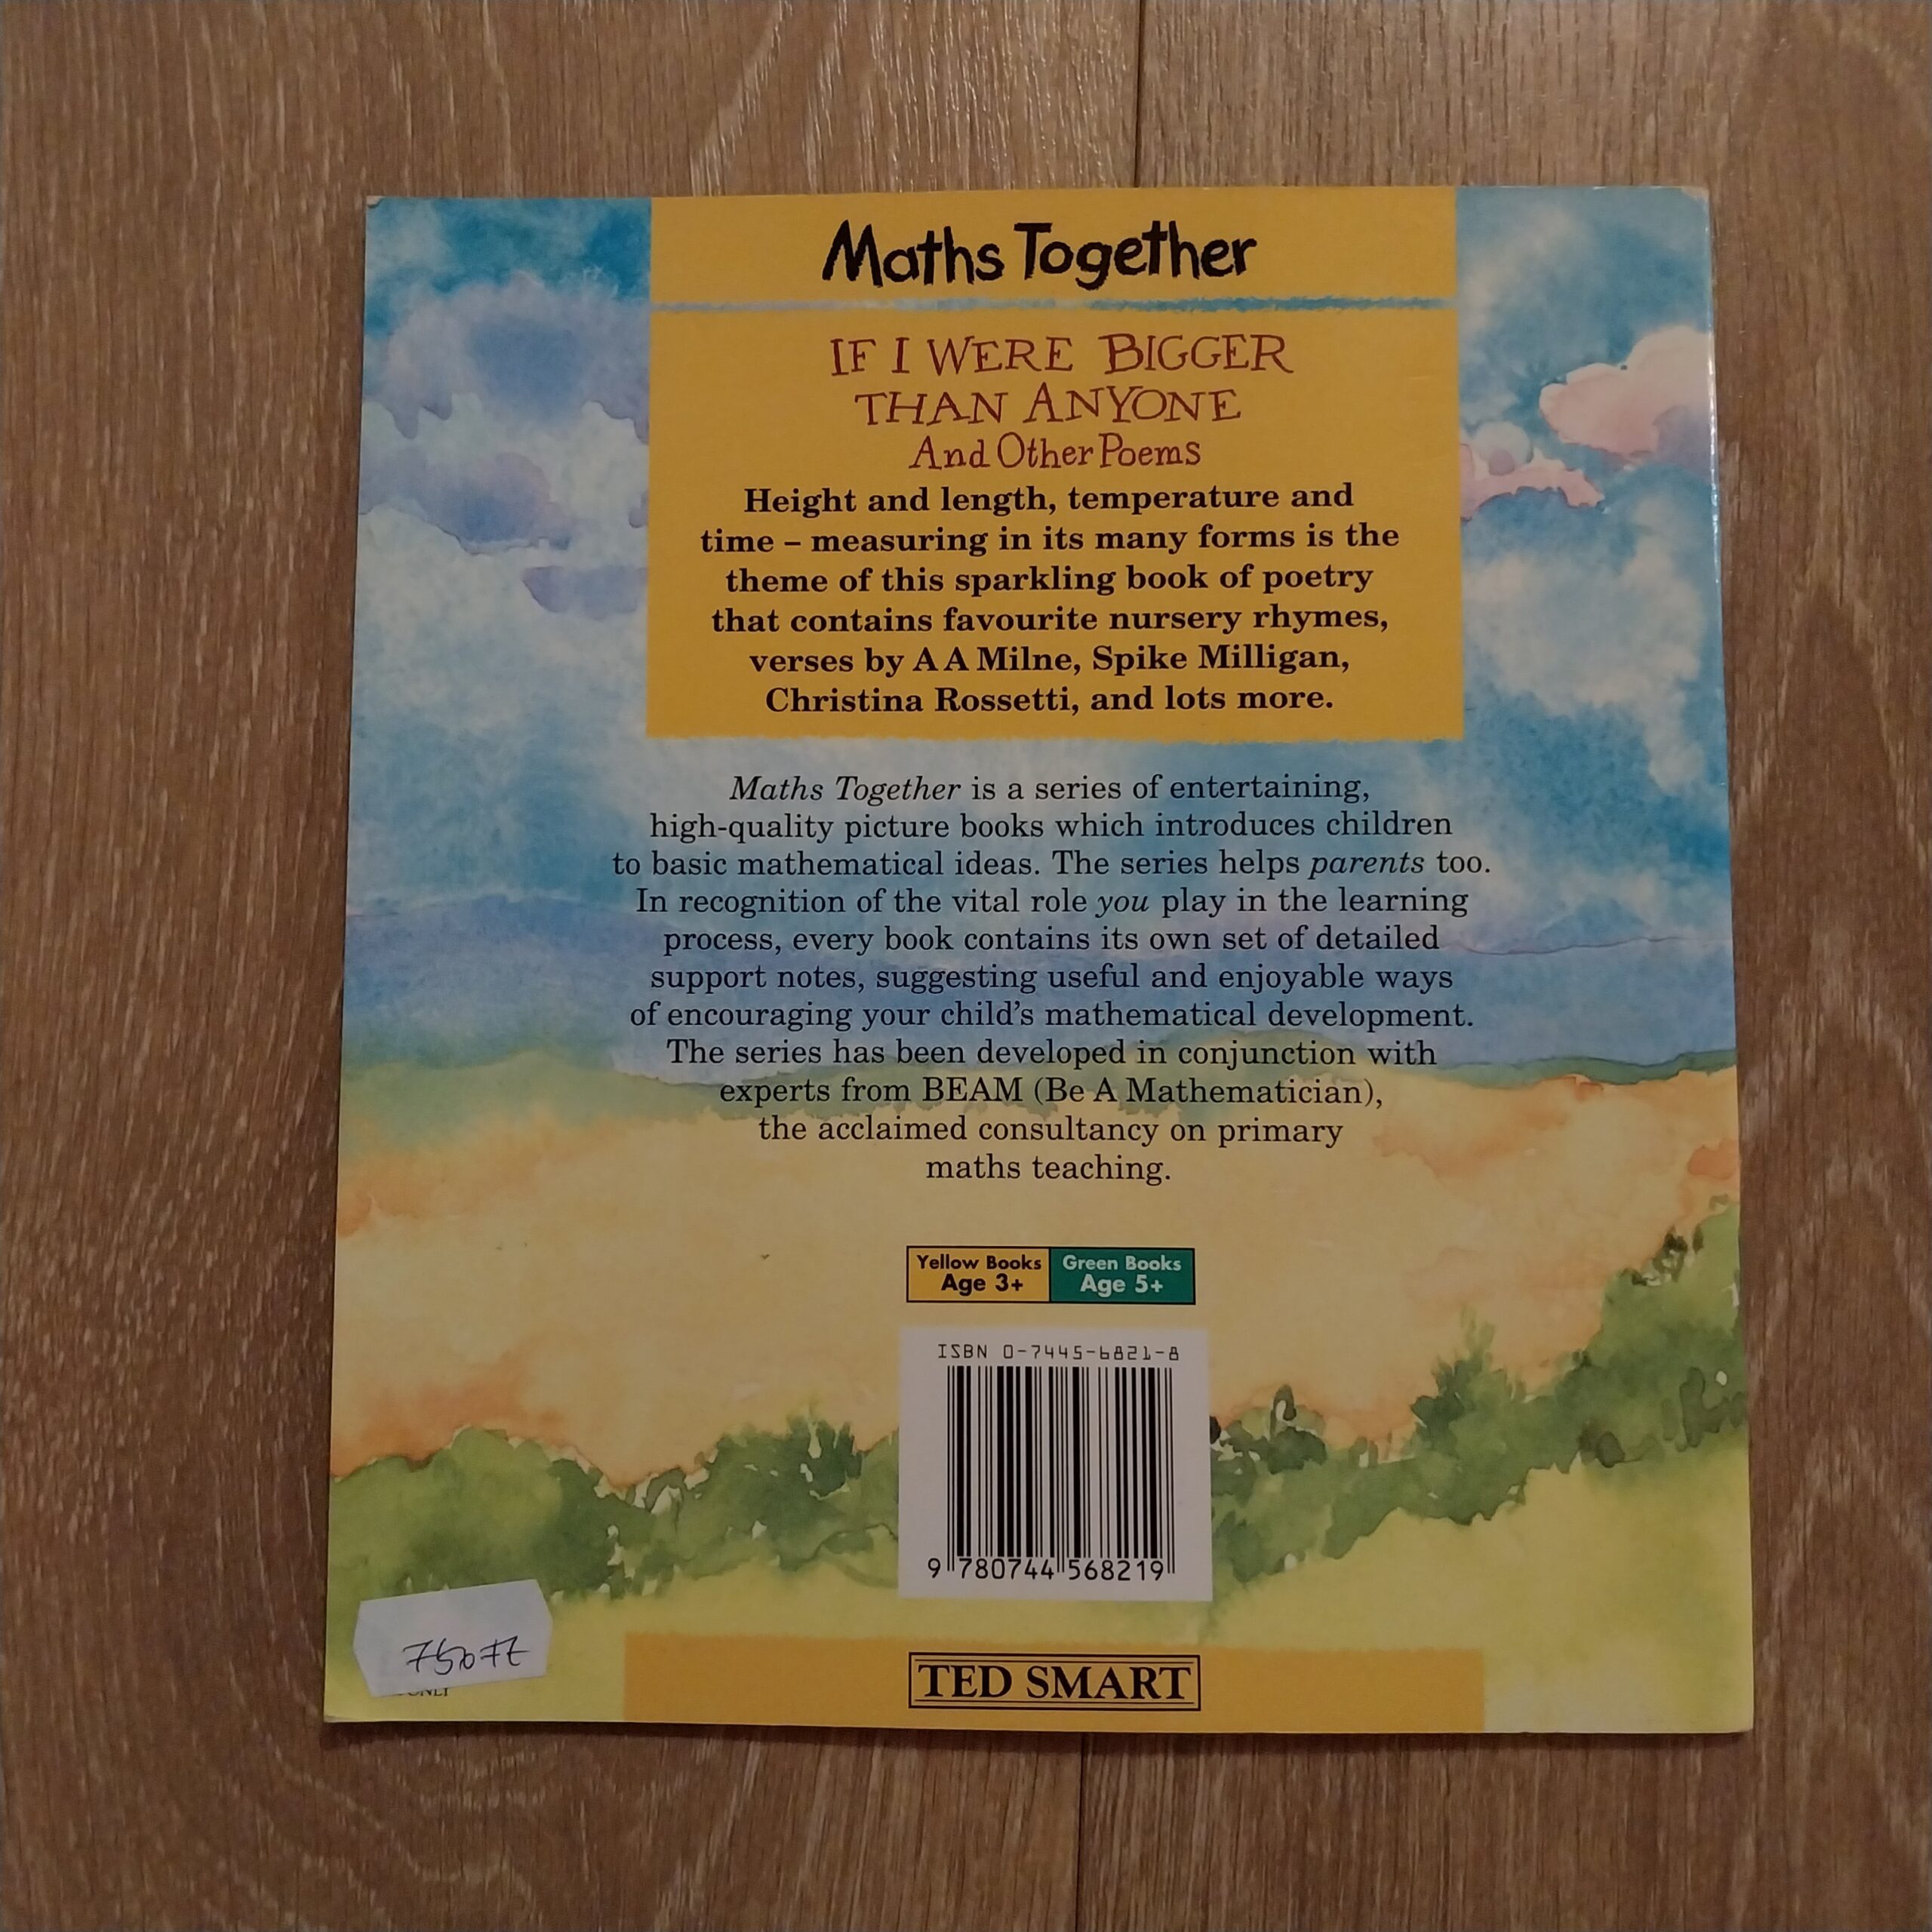 Maths Together
IF I WERE BIGGER
THAN ANYONE
And Other Poems
Height and length, temperature and
time – measuring in its many forms is the
theme of this sparkling book of poetry
that contains favourite nursery rhymes,
verses by A A Milne, Spike Milligan,
Christina Rossetti, and lots more.
Maths Together is a series of entertaining,
high-quality picture books which introduces children
to basic mathematical ideas. The series helps parents too.
In recognition of the vital role you play in the learning
process, every book contains its own set of detailed
support notes, suggesting useful and enjoyable ways
of encouraging your child's mathematical development.
The series has been developed in conjunction with
experts from BEAM (Be A Mathematician),
the acclaimed consultancy on primary
maths teaching.
Yellow Books Green Books
Age 3+ Age 5+
ISBN 0-7445-6821-8
9 780744 568219
750 Ft
TED SMART